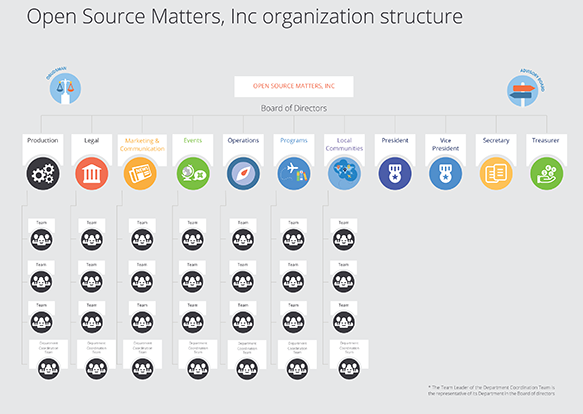 Open Source Matters, Inc organization structure
OMBUDSMAN
ADVISORY BOARD
OPEN SOURCE MATTERS, INC
Board of Directors
Production
Legal
Marketing &
Communication
Events
Operations
Programs
Local
Communities
President
Vice
President
Secretary
Treasurer
Team Team Team Team Team Team Team
Team Team Team Team Team Team Team
Team Team Team Team Team Team Team
Department
Coordination
Team
Department
Coordination
Team
Department
Coordination
Team
Department
Coordination
Team
Department
Coordination
Team
Department
Coordination
Team
Department
Coordination
Team
* The Team Leader of the Department Coordination Team is
the representative of its Department in the Board of directors